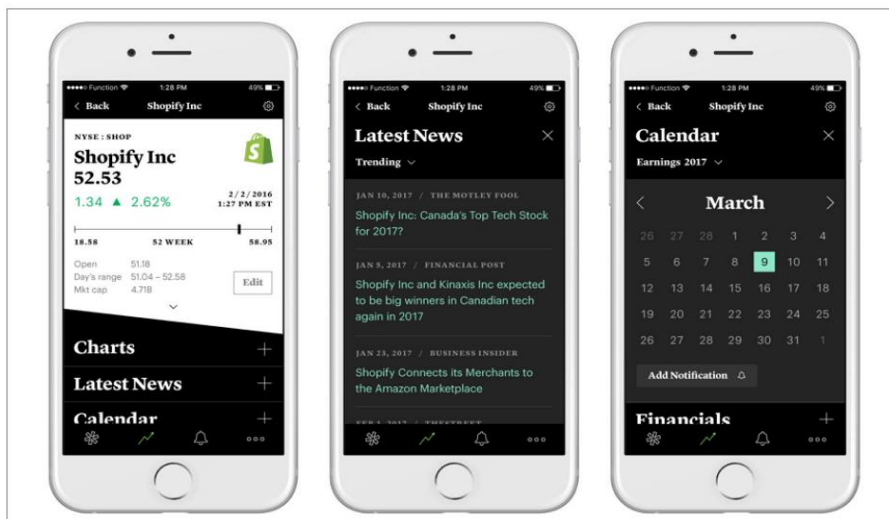 Function 1:28 PM 49%
< Back Shopify Inc
NYSE : SHOP
Shopify Inc
52.53
1.34 ▲ 2.62%
2/2/2016
1:27 PM EST
18.58 52 WEEK 58.95
Open 51.18
Day's range 51.04 – 52.58
Mkt cap 4.71B
Edit
Charts
Latest News
Calendar
Function 1:28 PM 49%
< Back Shopify Inc
Latest News
Trending
JAN 10, 2017 / THE MOTLEY FOOL
Shopify Inc: Canada's Top Tech Stock
for 2017?
JAN 5, 2017 / FINANCIAL POST
Shopify Inc and Kinaxis Inc expected
to be big winners in Canadian tech
again in 2017
JAN 23, 2017 / BUSINESS INSIDER
Shopify Connects its Merchants to
the Amazon Marketplace
FEB 2, 2017 / THESTREET
Function 1:28 PM 49%
< Back Shopify Inc
Calendar
Earnings 2017
< March >
26 27 28 1 2 3 4
5 6 7 8 9 10 11
12 13 14 15 16 17 18
19 20 21 22 23 24 25
26 27 28 29 30 31 1
Add Notification
Financials